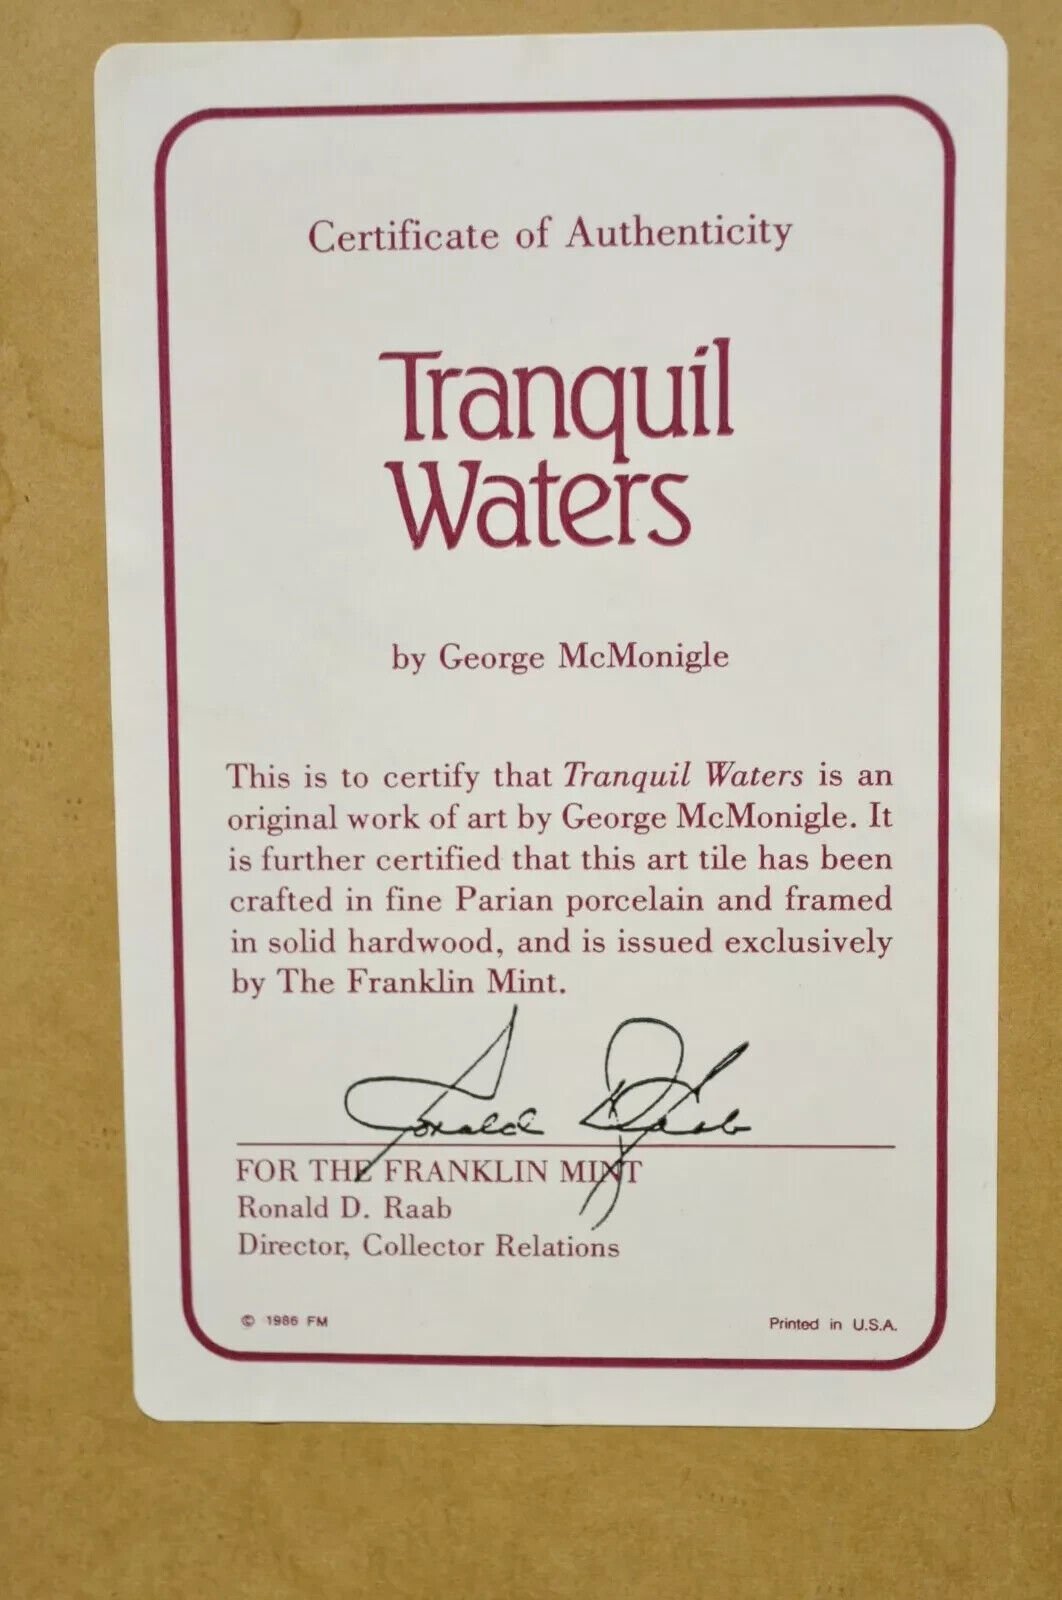 Certificate of Authenticity
Tranquil
Waters
by George McMonigle
This is to certify that Tranquil Waters is an
original work of art by George McMonigle. It
is further certified that this art tile has been
crafted in fine Parian porcelain and framed
in solid hardwood, and is issued exclusively
by The Franklin Mint.
Ronald D Raab
FOR THE FRANKLIN MINT
Ronald D. Raab
Director, Collector Relations
© 1986 FM
Printed in U.S.A.